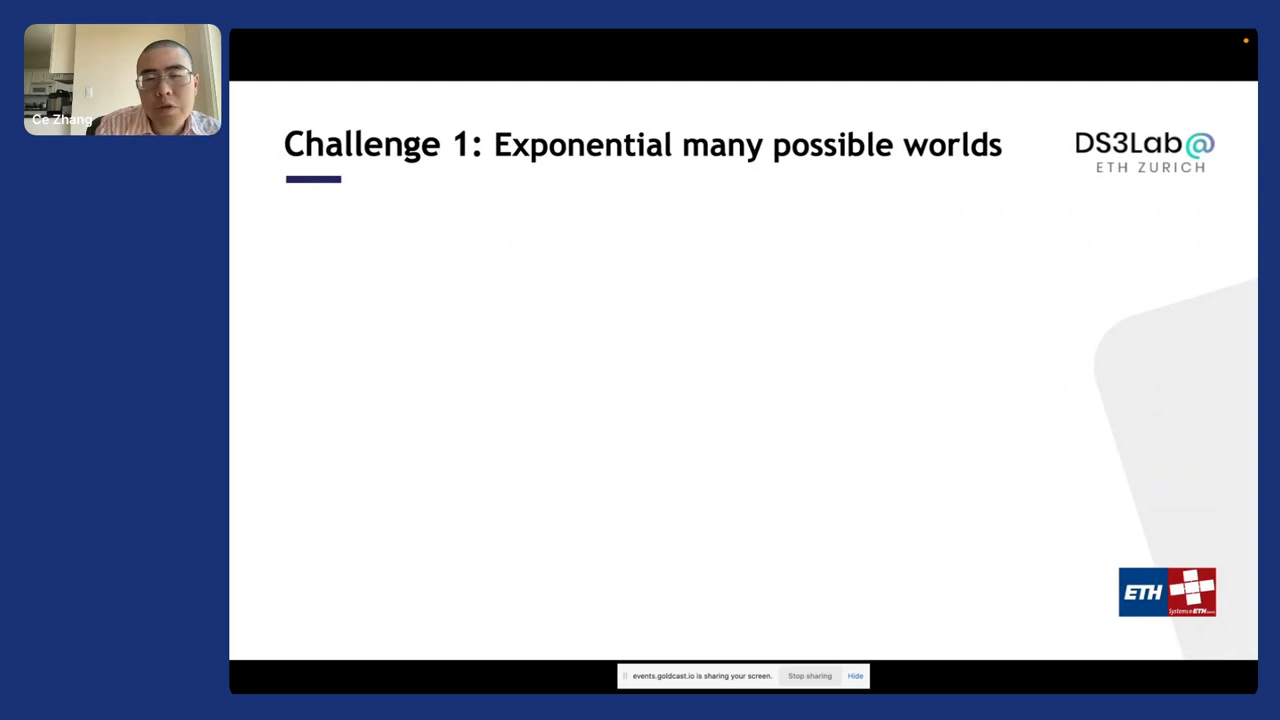 Ce Zhang
Challenge 1: Exponential many possible worlds
DS3Lab@
ETH ZURICH
ETH
Systems@ETH
events.goldcast.io is sharing your screen. Stop sharing Hide